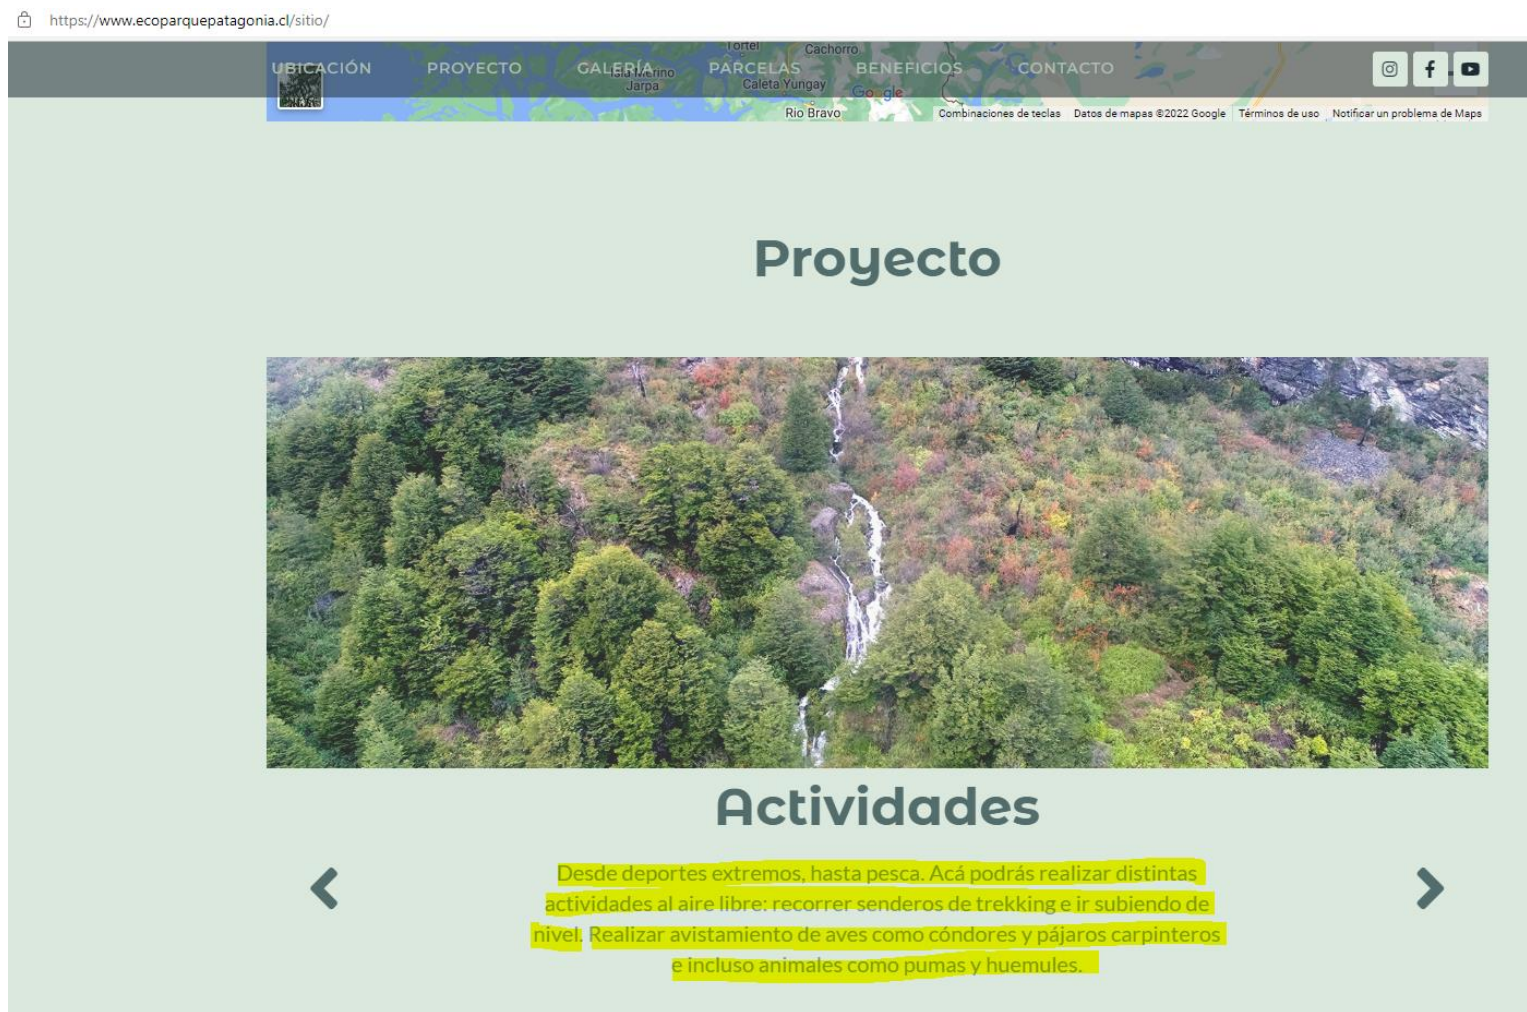 https://www.ecoparquepatagonia.cl/sitio/
Tortel
Cachorro
UBICACIÓN PROYECTO GALERÍA PARCELAS BENEFICIOS CONTACTO
Isla Merino
Jarpa
Caleta Yungay
Google
Rio Bravo
Combinaciones de teclas Datos de mapas ©2022 Google Términos de uso Notificar un problema de Maps
Proyecto
Actividades
Desde deportes extremos, hasta pesca. Acá podrás realizar distintas
actividades al aire libre: recorrer senderos de trekking e ir subiendo de
nivel. Realizar avistamiento de aves como cóndores y pájaros carpinteros
e incluso animales como pumas y huemules.